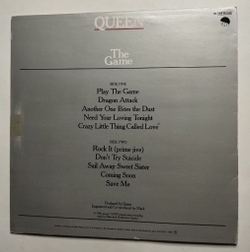 QUEEN
The
Game
SIDE ONE
Play The Game
Dragon Attack
Another One Bites the Dust
Need Your Loving Tonight
Crazy Little Thing Called Love*
SIDE TWO
Rock It (prime jive)
Don't Try Suicide
Sail Away Sweet Sister
Coming Soon
Save Me
Produced by Queen